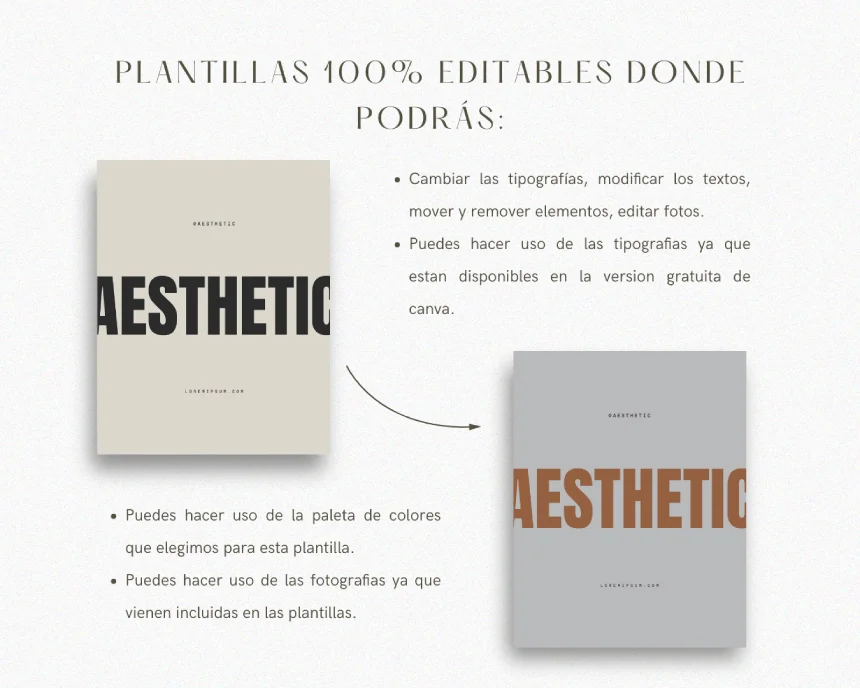 PLANTILLAS 100% EDITABLES DONDE
PODRÁS:
@AESTHETIC
AESTHETIC
LOREMIPSUM.COM
• Cambiar las tipografías, modificar los textos,
mover y remover elementos, editar fotos.
• Puedes hacer uso de las tipografias ya que
estan disponibles en la version gratuita de
canva.
@AESTHETIC
AESTHETIC
LOREMIPSUM.COM
• Puedes hacer uso de la paleta de colores
que elegimos para esta plantilla.
• Puedes hacer uso de las fotografias ya que
vienen incluidas en las plantillas.